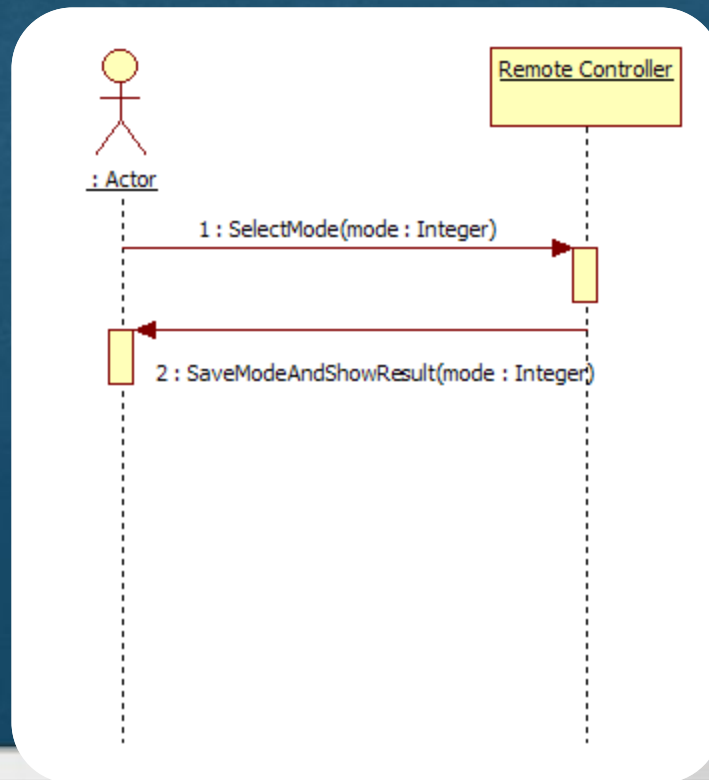 Remote Controller
: Actor
1 : SelectMode(mode : Integer)
2 : SaveModeAndShowResult(mode : Integer)